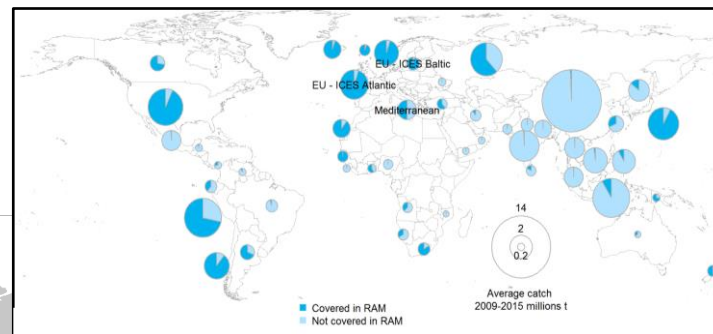 EU - ICES Baltic
EU - ICES Atlantic
Mediterranean
14
2
0.2
Average catch
2009-2015 millions t
Covered in RAM
Not covered in RAM